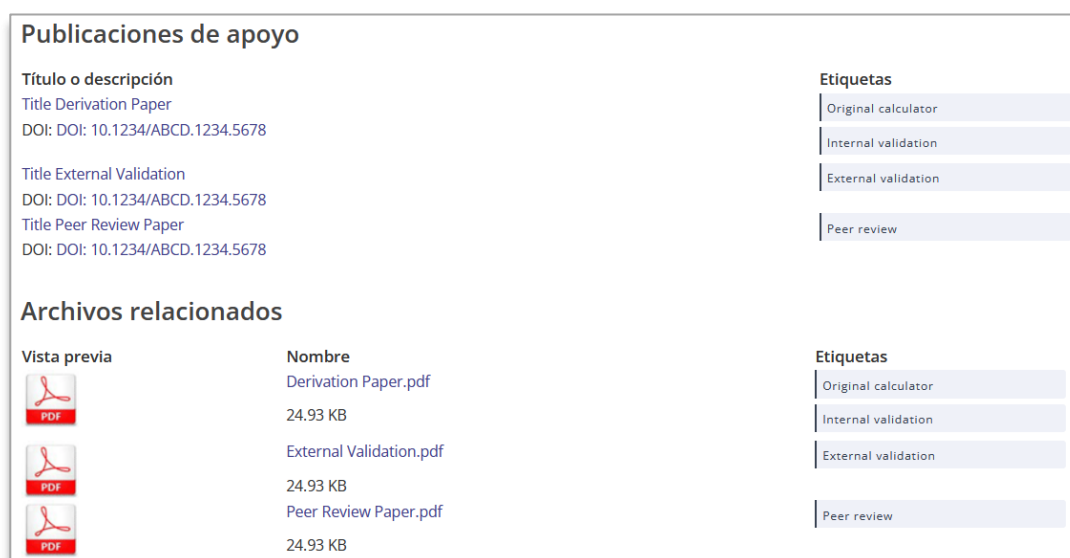 Publicaciones de apoyo
Título o descripción Etiquetas
Title Derivation Paper Original calculator
DOI: DOI: 10.1234/ABCD.1234.5678
Internal validation
Title External Validation External validation
DOI: DOI: 10.1234/ABCD.1234.5678
Title Peer Review Paper Peer review
DOI: DOI: 10.1234/ABCD.1234.5678
Archivos relacionados
Vista previa Nombre Etiquetas
PDF Derivation Paper.pdf Original calculator
24.93 KB Internal validation
PDF External Validation.pdf External validation
24.93 KB
PDF Peer Review Paper.pdf Peer review
24.93 KB